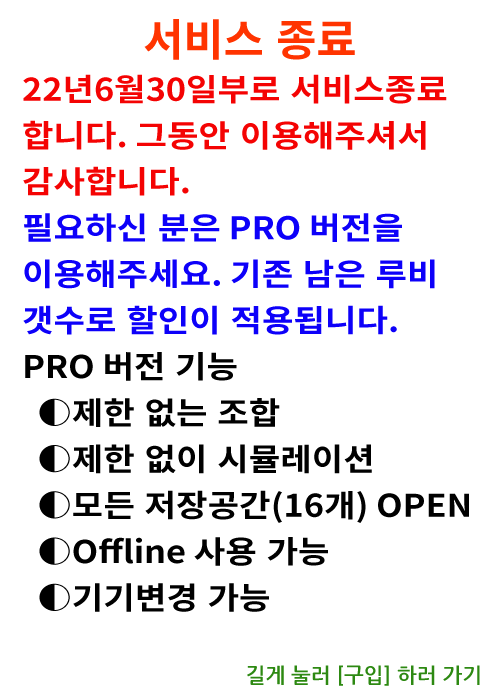 서비스 종료
22년6월30일부로 서비스종료
합니다. 그동안 이용해주셔서
감사합니다.
필요하신 분은 PRO 버전을
이용해주세요. 기존 남은 루비
갯수로 할인이 적용됩니다.
PRO 버전 기능
◐제한 없는 조합
◐제한 없이 시뮬레이션
◐모든 저장공간(16개) OPEN
◐Offline 사용 가능
◐기기변경 가능
길게 눌러 [구입] 하러 가기